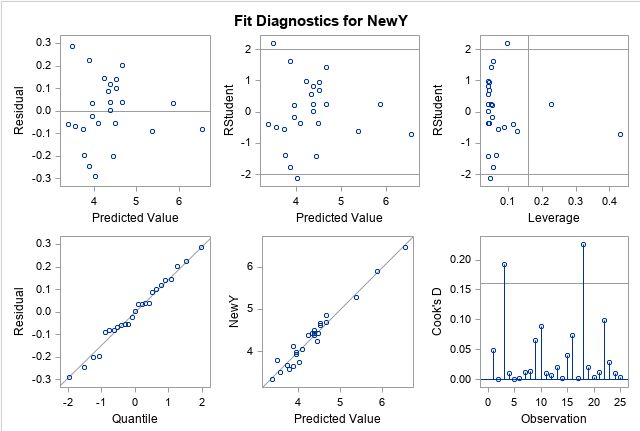 Fit Diagnostics for NewY
Residual
0.3
0.2
0.1
0.0
-0.1
-0.2
-0.3
4 5 6
Predicted Value
RStudent
2
1
0
-1
-2
4 5 6
Predicted Value
RStudent
2
1
0
-1
-2
0.1 0.2 0.3 0.4
Leverage
Residual
0.3
0.2
0.1
0.0
-0.1
-0.2
-0.3
-2 -1 0 1 2
Quantile
NewY
6
5
4
4 5 6
Predicted Value
Cook's D
0.20
0.15
0.10
0.05
0.00
0 5 10 15 20 25
Observation